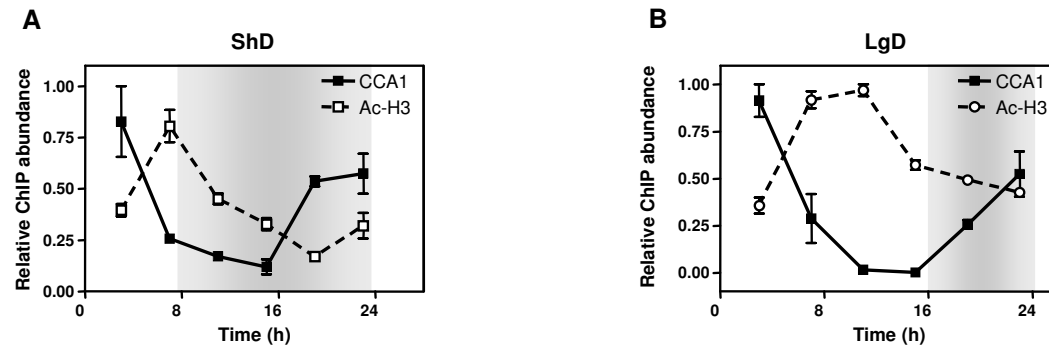 A
ShD
Relative ChIP abundance
1.00
0.75
0.50
0.25
0.00
CCA1
Ac-H3
0 8 16 24
Time (h)
B
LgD
Relative ChIP abundance
1.00
0.75
0.50
0.25
0.00
CCA1
Ac-H3
0 8 16 24
Time (h)